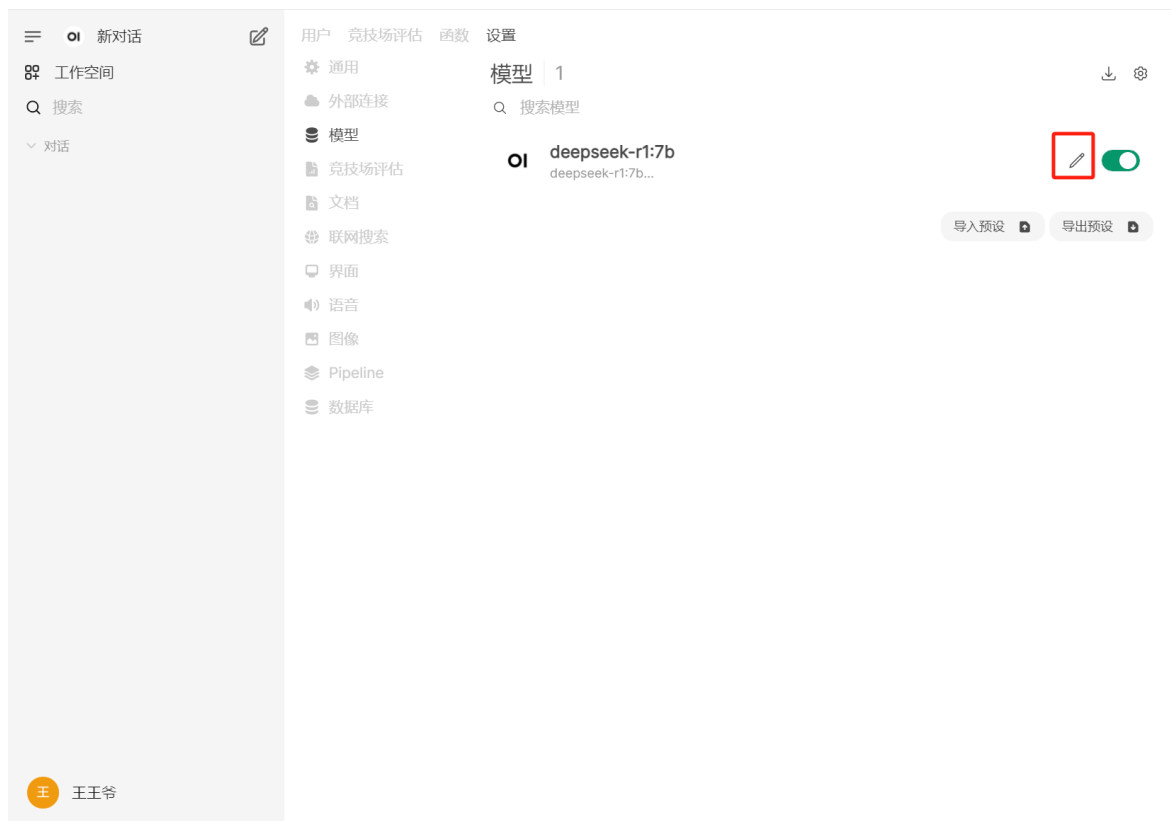 OI 新对话
工作空间
搜索
对话
王 王王爷
用户 竞技场评估 函数 设置
通用
外部连接
模型
竞技场评估
文档
联网搜索
界面
语音
图像
Pipeline
数据库
模型 1
搜索模型
OI deepseek-r1:7b
deepseek-r1:7b...
导入预设 导出预设